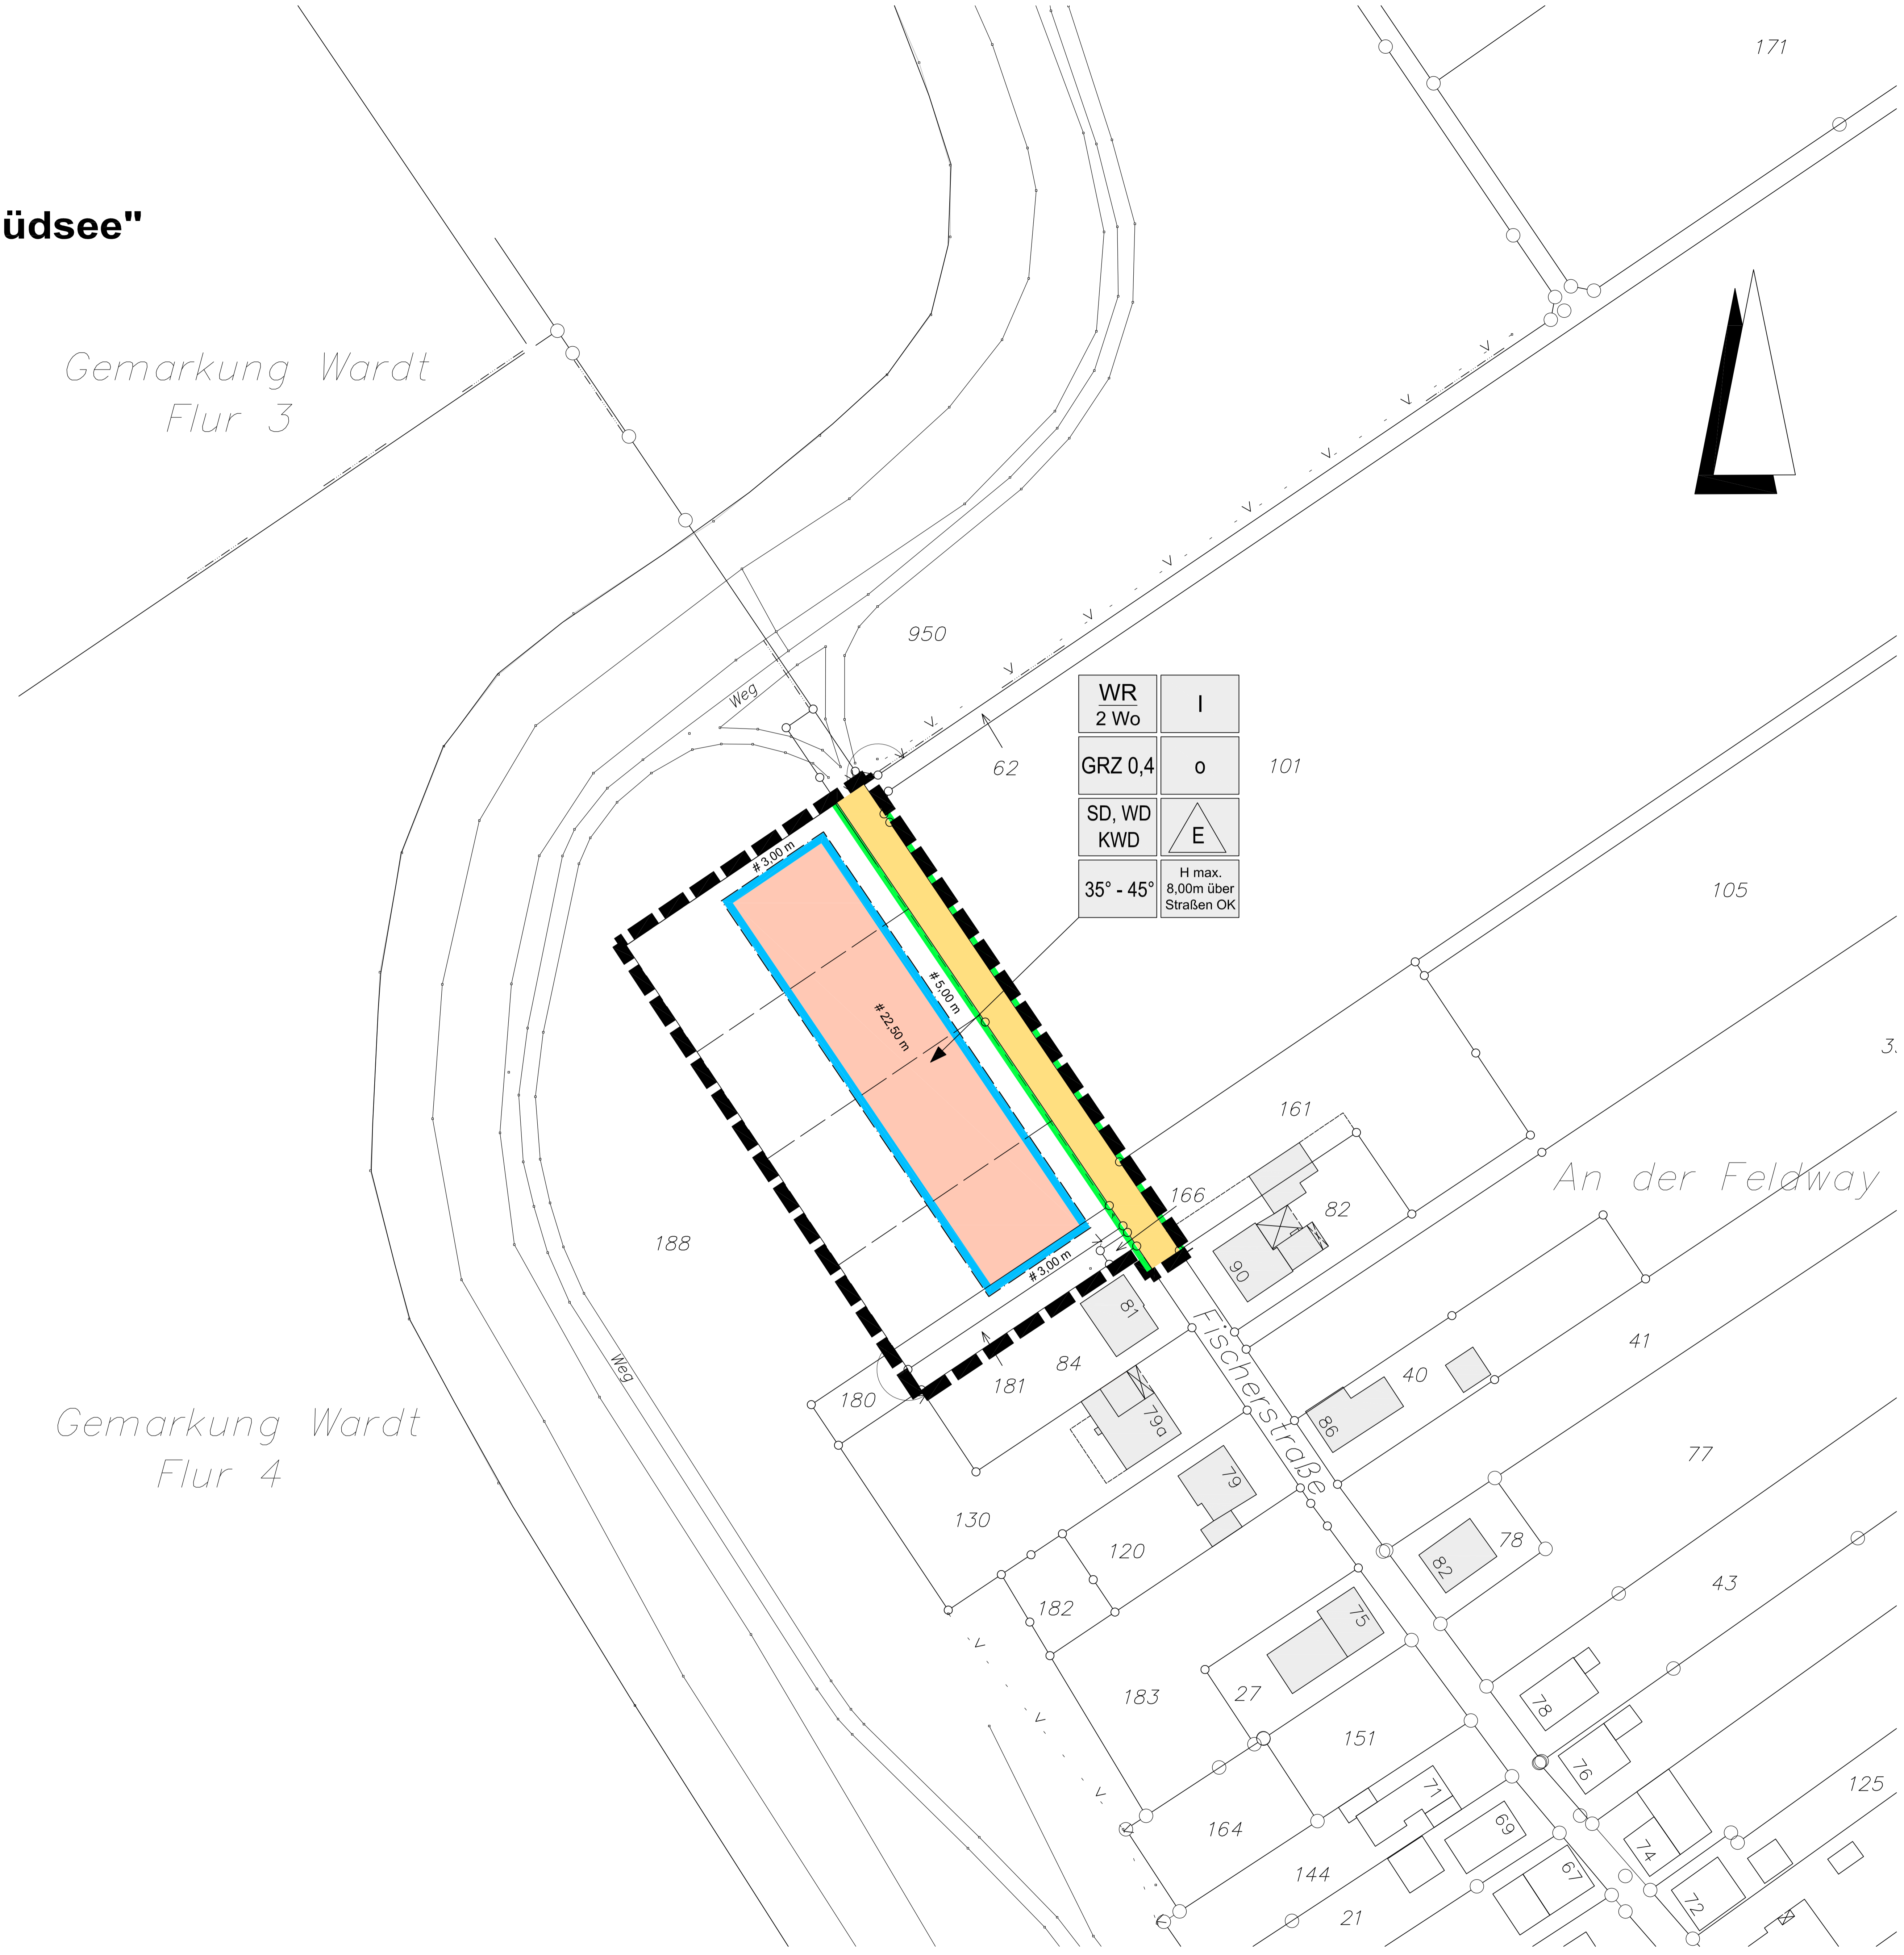 171
üdsee"
Gemarkung Wardt
Flur 3
950
Weg
WR
2 Wo
I
GRZ 0,4
o
SD, WD
KWD
E
35° - 45°
H max.
8,00m über
Straßen OK
62
101
105
# 3,00 m
# 5,00 m
# 22,50 m
# 3,00 m
161
166
82
90
An der Feldway
188
81
84
181
180
Weg
Fischerstraße
79a
79
40
86
41
77
Gemarkung Wardt
Flur 4
130
120
182
78
82
43
75
183
27
151
78
76
125
164
71
69
144
67
74
72
21